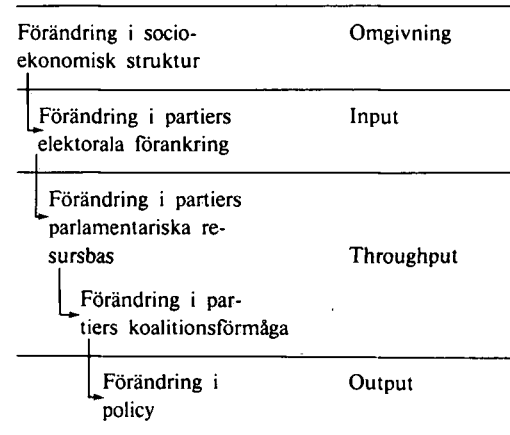 Förändring i socio- Omgivning
ekonomisk struktur
Förändring i partiers Input
elektorala förankring
Förändring i partiers
parlamentariska re-
sursbas Throughput
Förändring i par-
tiers koalitionsförmåga
Förändring i Output
policy